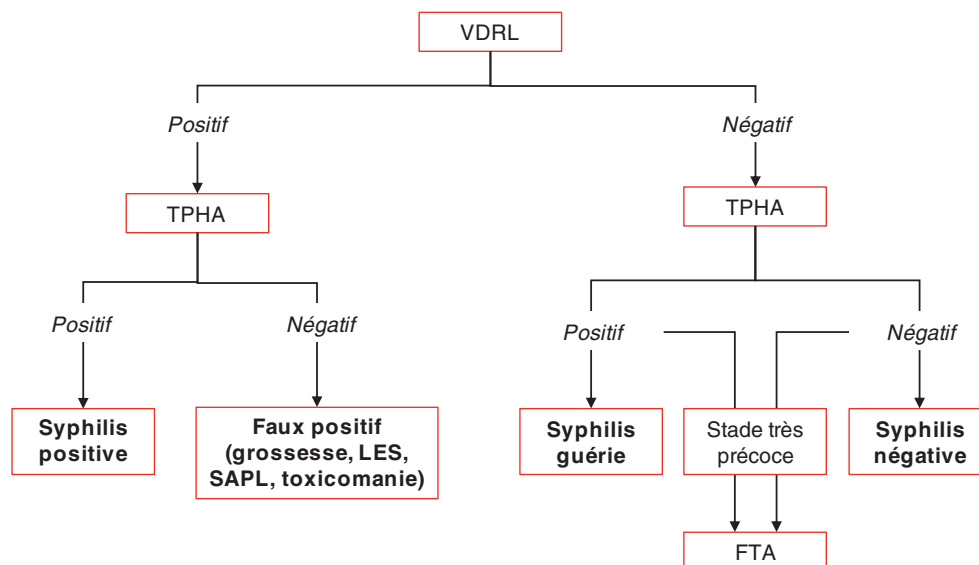 VDRL
Positif
Négatif
TPHA
TPHA
Positif
Négatif
Positif
Négatif
Syphilis
positive
Faux positif
(grossesse, LES,
SAPL, toxicomanie)
Syphilis
guérie
Stade très
précoce
Syphilis
négative
FTA